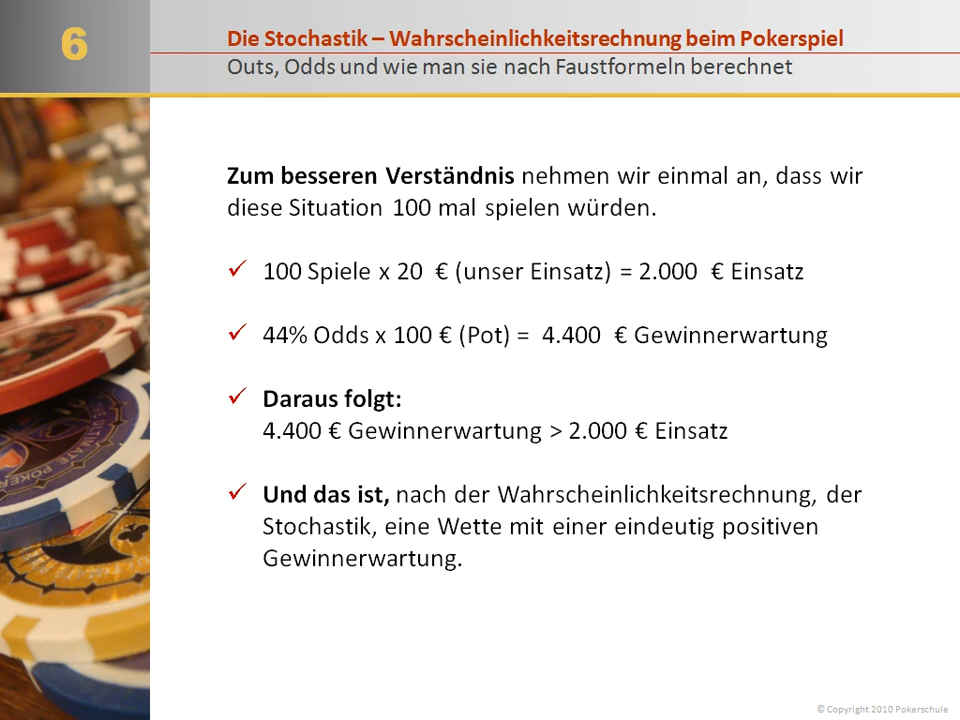 6
Die Stochastik – Wahrscheinlichkeitsrechnung beim Pokerspiel
Outs, Odds und wie man sie nach Faustformeln berechnet
Zum besseren Verständnis nehmen wir einmal an, dass wir
diese Situation 100 mal spielen würden.
✓ 100 Spiele x 20 € (unser Einsatz) = 2.000 € Einsatz
✓ 44% Odds x 100 € (Pot) = 4.400 € Gewinnerwartung
✓ Daraus folgt:
4.400 € Gewinnerwartung > 2.000 € Einsatz
✓ Und das ist, nach der Wahrscheinlichkeitsrechnung, der
Stochastik, eine Wette mit einer eindeutig positiven
Gewinnerwartung.
ULTIMATE POKER
© Copyright 2010 Pokerschule